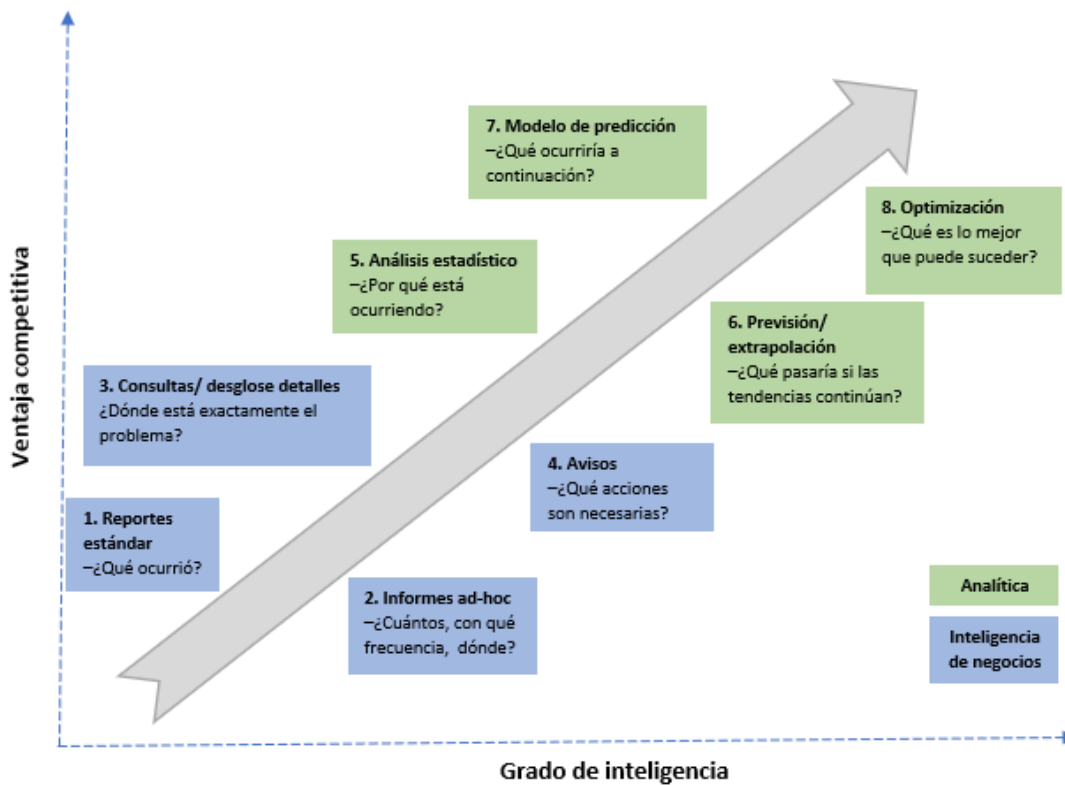 Ventaja competitiva
7. Modelo de predicción
–¿Qué ocurriría a
continuación?
8. Optimización
–¿Qué es lo mejor
que puede suceder?
5. Análisis estadístico
–¿Por qué está
ocurriendo?
6. Previsión/
extrapolación
–¿Qué pasaría si las
tendencias continúan?
3. Consultas/ desglose detalles
¿Dónde está exactamente el
problema?
4. Avisos
–¿Qué acciones
son necesarias?
1. Reportes
estándar
–¿Qué ocurrió?
2. Informes ad-hoc
–¿Cuántos, con qué
frecuencia, dónde?
Analítica
Inteligencia
de negocios
Grado de inteligencia